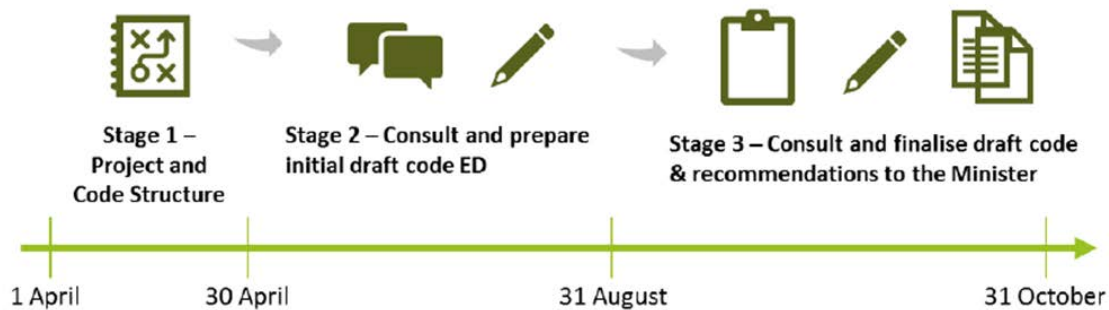 Stage 1 –
Project and
Code Structure
Stage 2 – Consult and prepare
initial draft code ED
Stage 3 – Consult and finalise draft code
& recommendations to the Minister
1 April
30 April
31 August
31 October